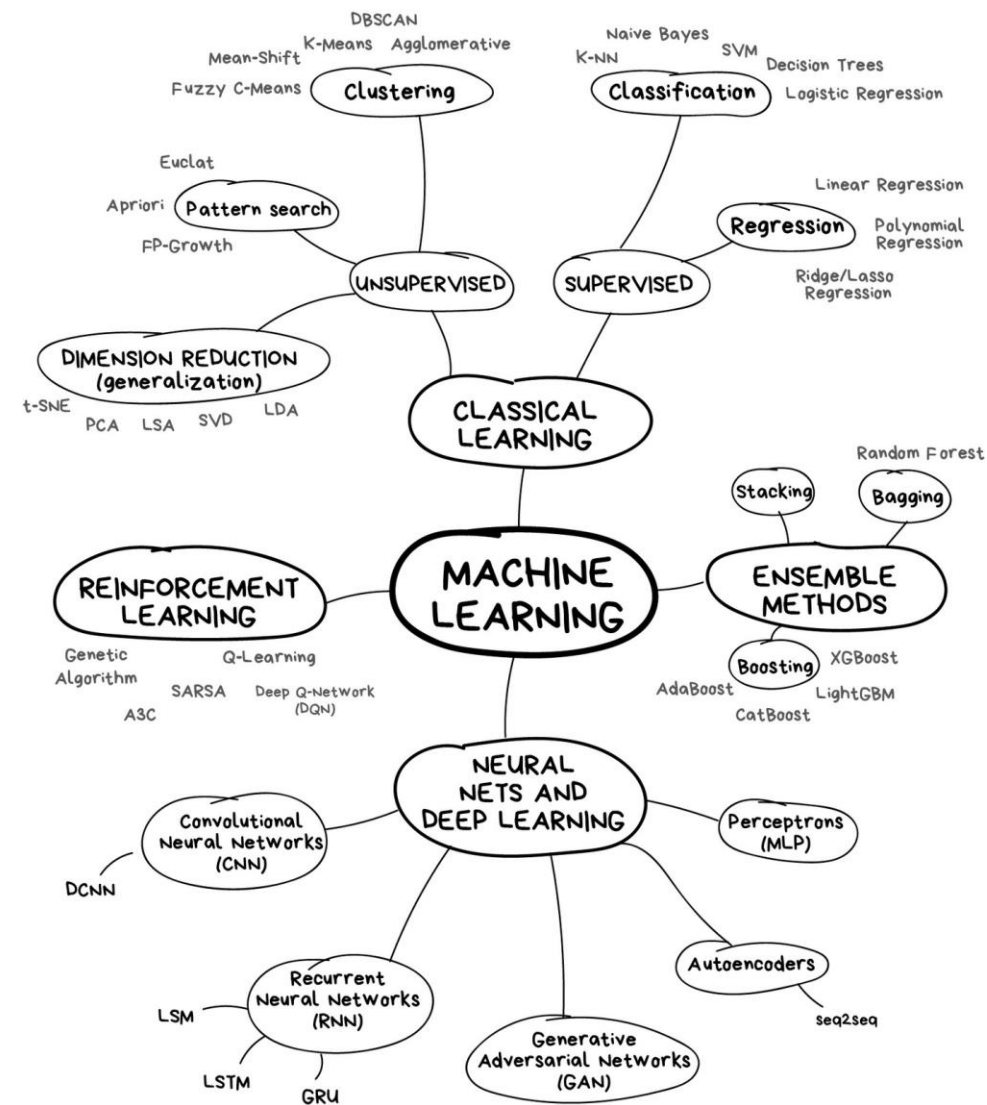 DBSCAN
K-Means
Agglomerative
Mean-Shift
Fuzzy C-Means
Clustering
Naive Bayes
K-NN
SVM
Decision Trees
Classification
Logistic Regression
Euclat
Apriori
Pattern search
FP-Growth
Linear Regression
Regression
Polynomial
Regression
Ridge/Lasso
Regression
UNSUPERVISED
SUPERVISED
DIMENSION REDUCTION
(generalization)
t-SNE
PCA
LSA
SVD
LDA
CLASSICAL
LEARNING
Random Forest
Stacking
Bagging
MACHINE
LEARNING
REINFORCEMENT
LEARNING
ENSEMBLE
METHODS
Genetic
Algorithm
Q-Learning
SARSA
Deep Q-Network
(DQN)
A3C
Boosting
XGBoost
AdaBoost
LightGBM
CatBoost
NEURAL
NETS AND
DEEP LEARNING
Convolutional
Neural Networks
(CNN)
DCNN
Perceptrons
(MLP)
Recurrent
Neural Networks
(RNN)
LSM
LSTM
GRU
Autoencoders
seq2seq
Generative
Adversarial Networks
(GAN)